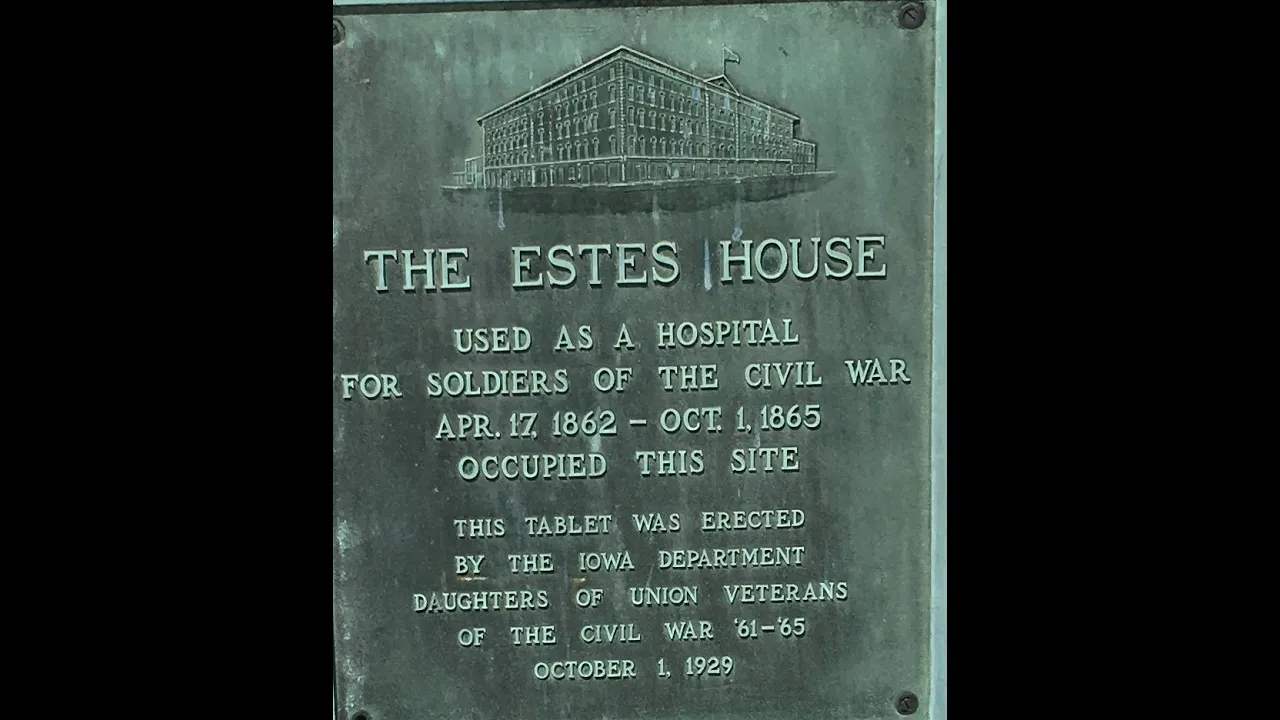 THE ESTES HOUSE
USED AS A HOSPITAL
FOR SOLDIERS OF THE CIVIL WAR
APR. 17, 1862 – OCT. 1, 1865
OCCUPIED THIS SITE
THIS TABLET WAS ERECTED
BY THE IOWA DEPARTMENT
DAUGHTERS OF UNION VETERANS
OF THE CIVIL WAR '61–'65
OCTOBER 1, 1929